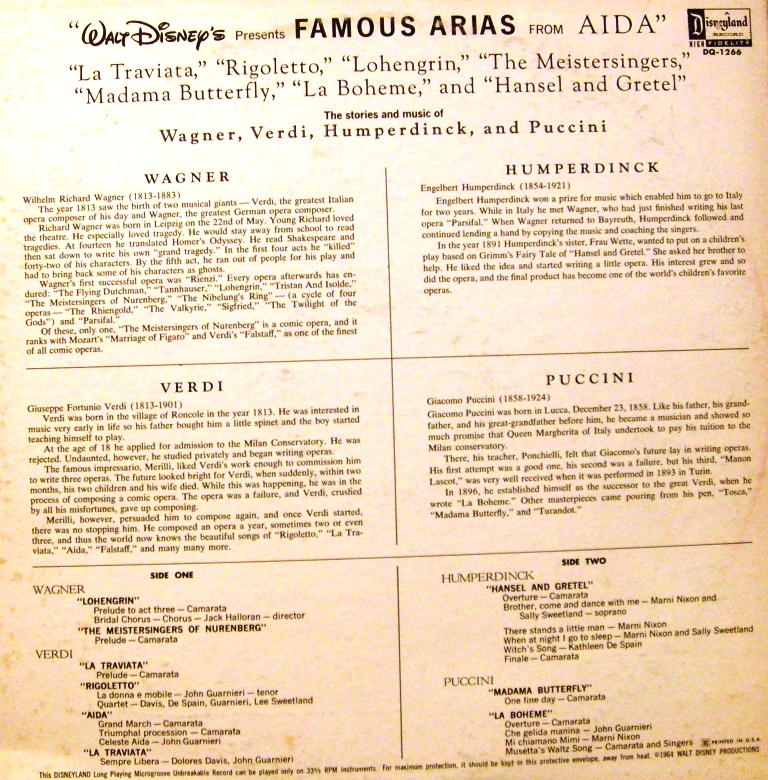 "Walt Disney's Presents FAMOUS ARIAS FROM AIDA"
Disneyland
RECORD
HIGH FIDELITY
DQ-1266
"La Traviata," "Rigoletto," "Lohengrin," "The Meistersingers,"
"Madama Butterfly," "La Boheme," and "Hansel and Gretel"
The stories and music of
Wagner, Verdi, Humperdinck, and Puccini
WAGNER
Wilhelm Richard Wagner (1813-1883)
The year 1813 saw the birth of two musical giants — Verdi, the greatest Italian
opera composer of his day and Wagner, the greatest German opera composer.
Richard Wagner was born in Leipzig on the 22nd of May. Young Richard loved
the theatre. He especially loved tragedy. He would stay away from school to read
tragedies. At fourteen he translated Homer's Odyssey. He read Shakespeare and
then sat down to write his own "grand tragedy." In the first four acts he "killed"
forty-two of his characters. By the fifth act, he ran out of people for his play and
had to bring back some of his characters as ghosts.
Wagner's first successful opera was "Rienzi." Every opera afterwards has en-
dured: "The Flying Dutchman," "Tannhauser," "Lohengrin," "Tristan And Isolde,"
"The Meistersingers of Nurenberg," "The Nibelung's Ring" — (a cycle of four
operas — "The Rhiengold," "The Valkyrie," "Sigfried," "The Twilight of the
Gods") and "Parsifal."
Of these, only one, "The Meistersingers of Nurenberg" is a comic opera, and it
ranks with Mozart's "Marriage of Figaro" and Verdi's "Falstaff," as one of the finest
of all comic operas.
HUMPERDINCK
Engelbert Humperdinck (1854-1921)
Engelbert Humperdinck won a prize for music which enabled him to go to Italy
for two years. While in Italy he met Wagner, who had just finished writing his last
opera "Parsifal." When Wagner returned to Bayreuth, Humperdinck followed and
continued lending a hand by copying the music and coaching the singers.
In the year 1891 Humperdinck's sister, Frau Wette, wanted to put on a children's
play based on Grimm's Fairy Tale of "Hansel and Gretel." She asked her brother to
help. He liked the idea and started writing a little opera. His interest grew and so
did the opera, and the final product has become one of the world's children's favorite
operas.
VERDI
Giuseppe Fortunio Verdi (1813-1901)
Verdi was born in the village of Roncole in the year 1813. He was interested in
music very early in life so his father bought him a little spinet and the boy started
teaching himself to play.
At the age of 18 he applied for admission to the Milan Conservatory. He was
rejected. Undaunted, however, he studied privately and began writing operas.
The famous impressario, Merilli, liked Verdi's work enough to commission him
to write three operas. The future looked bright for Verdi, when suddenly, within two
months, his two children and his wife died. While this was happening, he was in the
process of composing a comic opera. The opera was a failure, and Verdi, crushed
by all his misfortunes, gave up composing.
Merilli, however, persuaded him to compose again, and once Verdi started,
there was no stopping him. He composed an opera a year, sometimes two or even
three, and thus the world now knows the beautiful songs of "Rigoletto," "La Tra-
viata," "Aida," "Falstaff," and many many more.
PUCCINI
Giacomo Puccini (1858-1924)
Giacomo Puccini was born in Lucca, December 23, 1858. Like his father, his grand-
father, and his great-grandfather before him, he became a musician and showed so
much promise that Queen Margherita of Italy undertook to pay his tuition to the
Milan conservatory.
There, his teacher, Ponchielli, felt that Giacomo's future lay in writing operas.
His first attempt was a good one, his second was a failure, but his third, "Manon
Lascot," was very well received when it was performed in 1893 in Turin.
In 1896, he established himself as the successor to the great Verdi, when he
wrote "La Boheme." Other masterpieces came pouring from his pen, "Tosca,"
"Madama Butterfly," and "Turandot."
SIDE ONE
WAGNER
"LOHENGRIN"
Prelude to act three — Camarata
Bridal Chorus — Chorus — Jack Halloran — director
"THE MEISTERSINGERS OF NURENBERG"
Prelude — Camarata
VERDI
"LA TRAVIATA"
Prelude — Camarata
"RIGOLETTO"
La donna e mobile — John Guarnieri — tenor
Quartet — Davis, De Spain, Guarneri, Lee Sweetland
"AIDA"
Grand March — Camarata
Triumphal procession — Camarata
Celeste Aida — John Guarnieri
"LA TRAVIATA"
Sempre Libera — Dolores Davis, John Guarnieri
SIDE TWO
HUMPERDINCK
"HANSEL AND GRETEL"
Overture — Camarata
Brother, come and dance with me — Marni Nixon and
Sally Sweetland — soprano
There stands a little man — Marni Nixon
When at night I go to sleep — Marni Nixon and Sally Sweetland
Witch's Song — Kathleen De Spain
Finale — Camarata
PUCCINI
"MADAMA BUTTERFLY"
One fine day — Camarata
"LA BOHEME"
Overture — Camarata
Che gelida manina — John Guarnieri
Mi chiamano Mimi — Marni Nixon
Musetta's Waltz Song — Camarata and Singers
PRINTED IN U.S.A.
This DISNEYLAND Long Playing Microgroove Unbreakable Record can be played only on 33⅓ RPM instruments. For maximum protection, it should be kept in this protective envelope, away from heat. ©1964 WALT DISNEY PRODUCTIONS